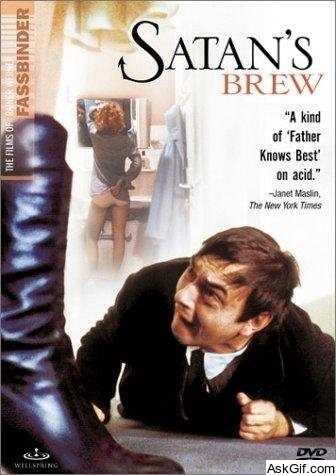 THE FILMS OF RAINER WERNER
FASSBINDER
SATAN'S
BREW
"A kind
of 'Father
Knows Best'
on acid."
–Janet Maslin,
The New York Times
WELLSPRING
DVD
VIDEO
AskGif.com